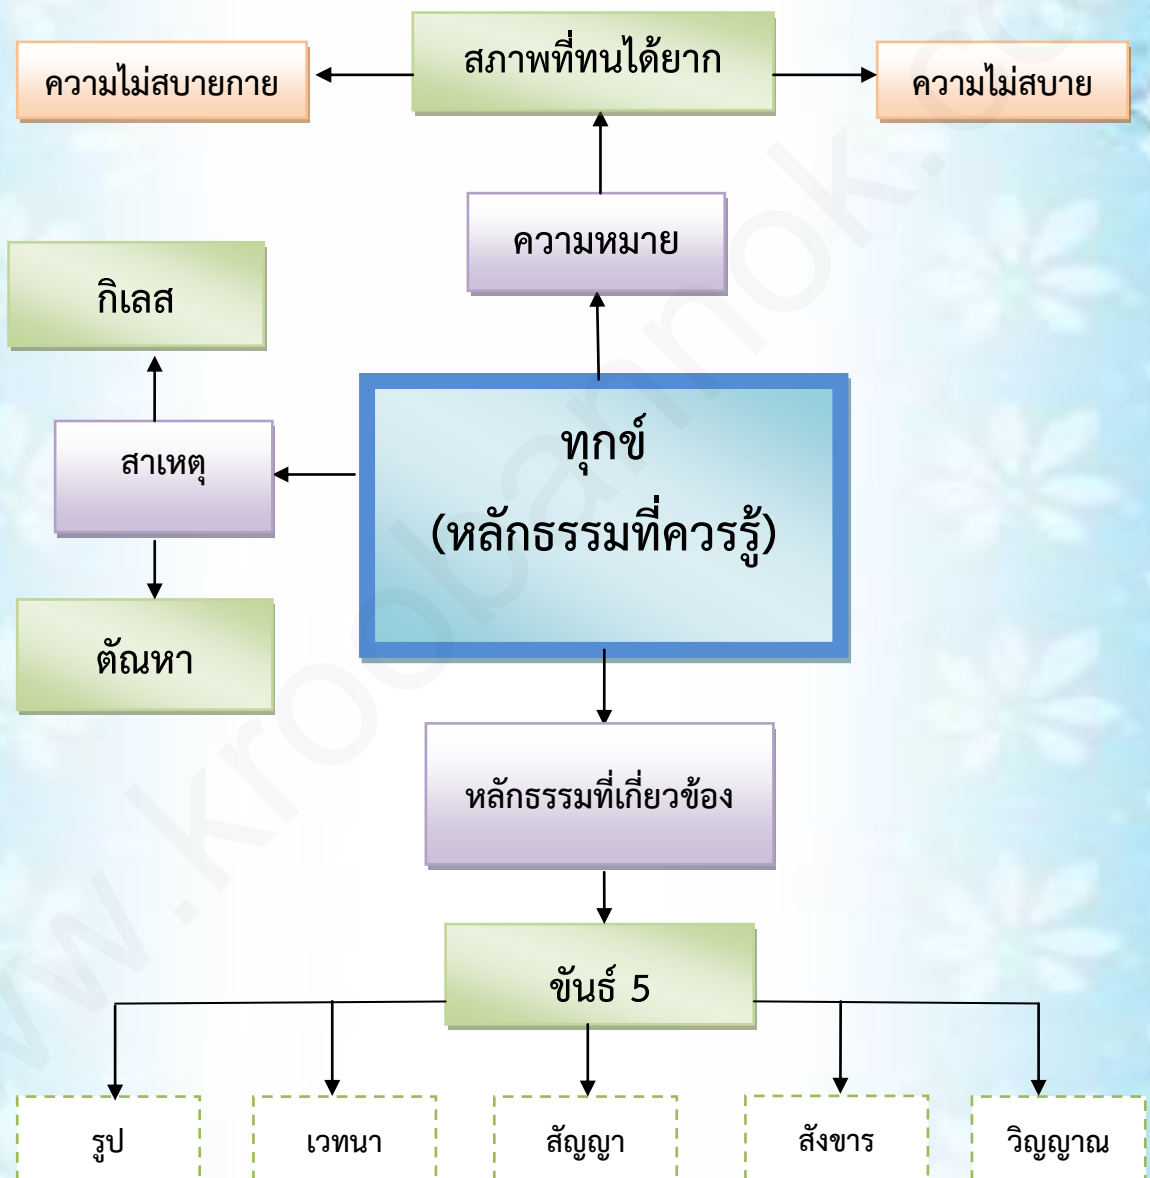 สภาพที่ทนได้ยาก
ความไม่สบายกาย
ความไม่สบาย
ความหมาย
กิเลส
สาเหตุ
ทุกข์
(หลักธรรมที่ควรรู้)
ตัณหา
หลักธรรมที่เกี่ยวข้อง
ขันธ์ 5
รูป
เวทนา
สัญญา
สังขาร
วิญญาณ
www.kroobannok.co